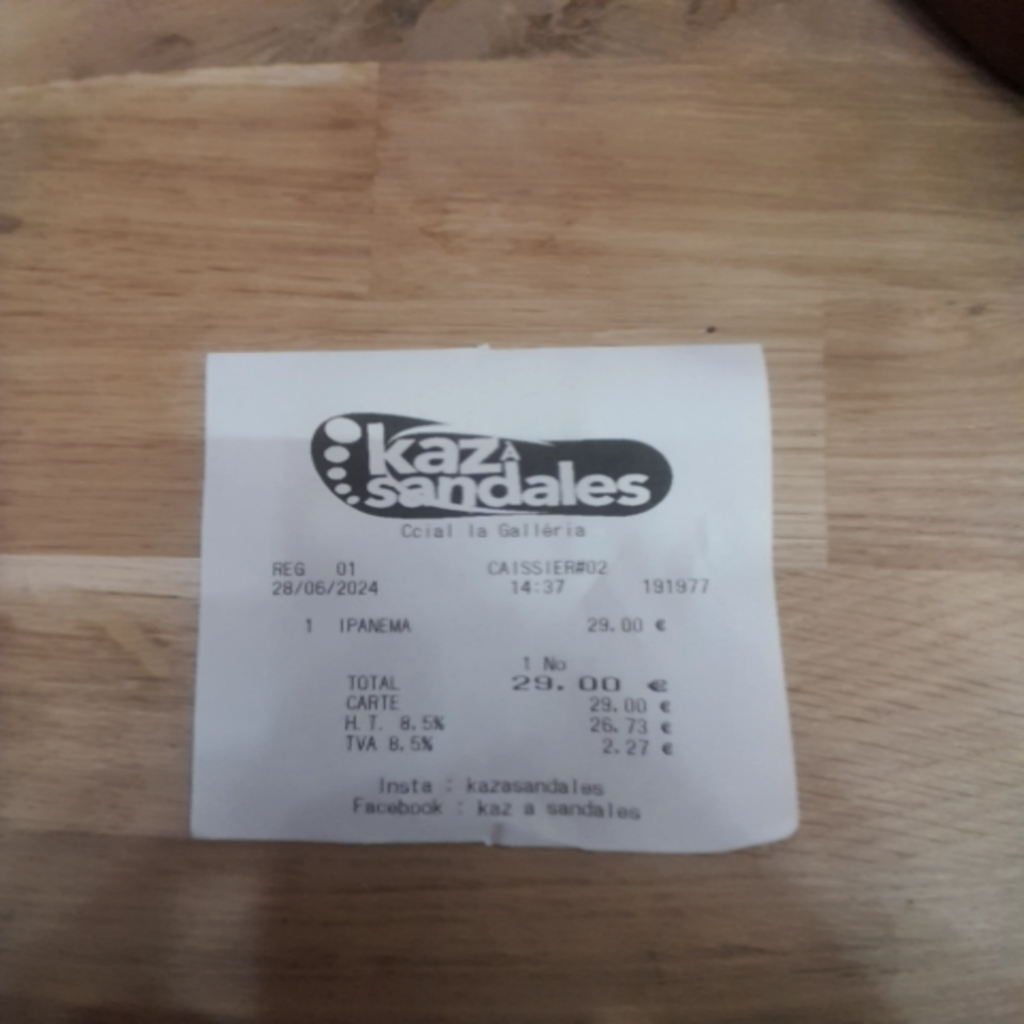 kaz À
sandales
Ccial la Galléria
REG 01 CAISSIER#02
28/06/2024 14:37 191977
1 IPANEMA 29.00 €
1 No
TOTAL 29.00 €
CARTE 29.00 €
H.T. 8.5% 26.73 €
TVA 8.5% 2.27 €
Insta : kazasandales
Facebook : kaz a sandales